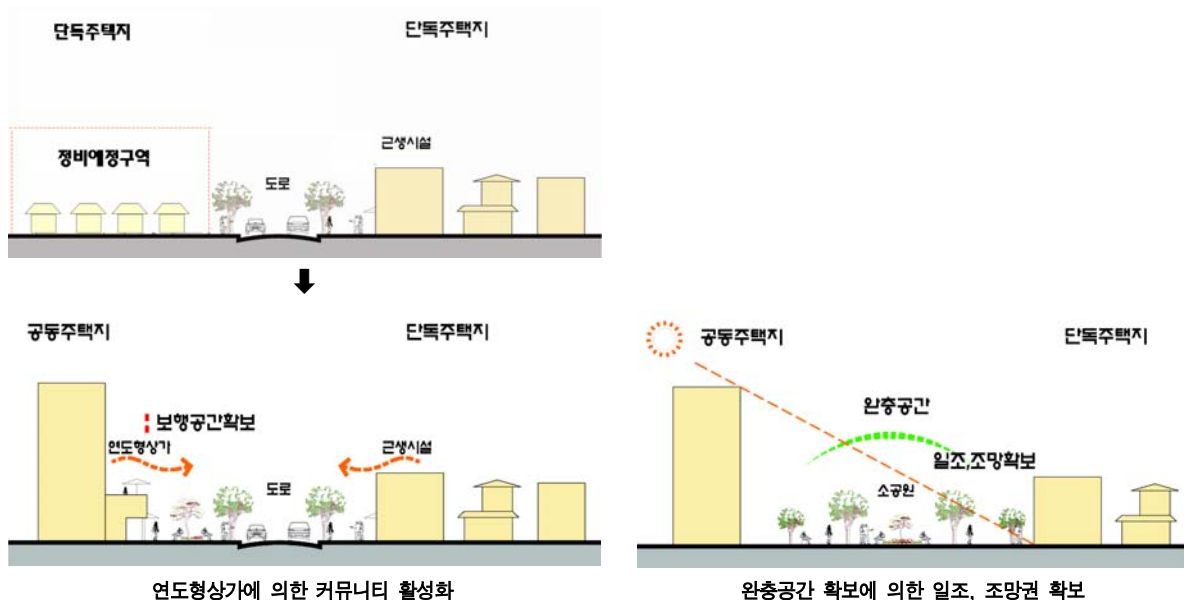 단독주택지
단독주택지
정비예정구역
근생시설
도로
공동주택지
단독주택지
보행공간확보
연도형상가
근생시설
도로
연도형상가에 의한 커뮤니티 활성화
공동주택지
단독주택지
완충공간
일조,조망확보
소공원
완충공간 확보에 의한 일조, 조망권 확보